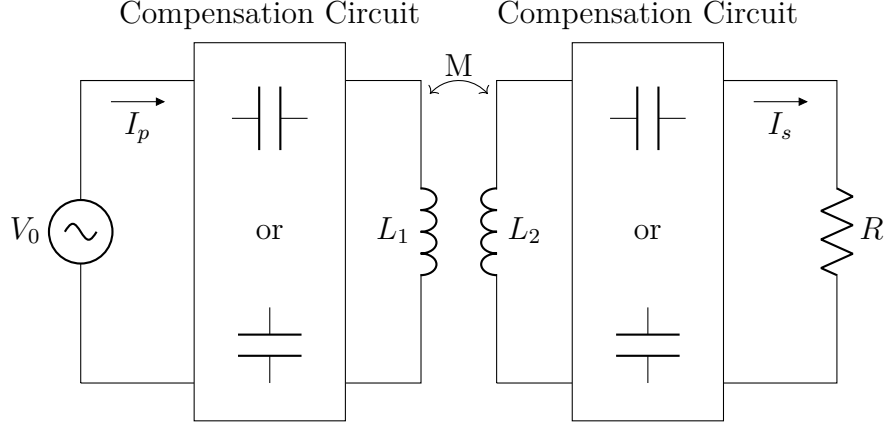 Compensation Circuit Compensation Circuit
M
I_p I_s
V_0 or L_1 L_2 or R